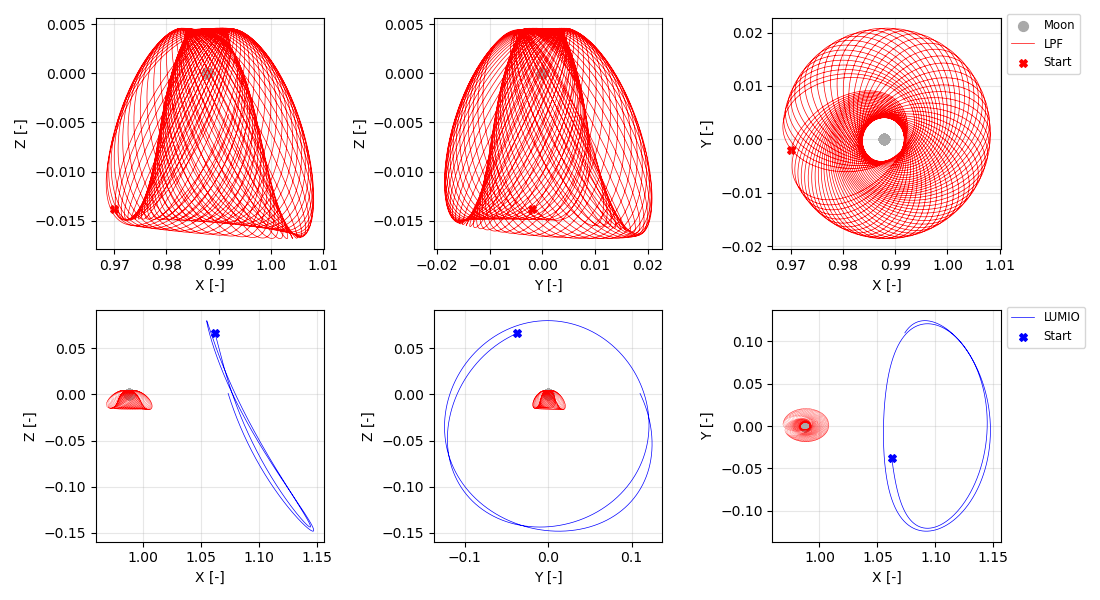 0.005
0.000
−0.005
−0.010
−0.015
Z [-]
0.97 0.98 0.99 1.00 1.01
X [-]
0.005
0.000
−0.005
−0.010
−0.015
Z [-]
−0.02 −0.01 0.00 0.01 0.02
Y [-]
0.02
0.01
0.00
−0.01
−0.02
Y [-]
0.97 0.98 0.99 1.00 1.01
X [-]
Moon
LPF
Start
0.05
0.00
−0.05
−0.10
−0.15
Z [-]
1.00 1.05 1.10 1.15
X [-]
0.05
0.00
−0.05
−0.10
−0.15
Z [-]
−0.1 0.0 0.1
Y [-]
0.10
0.05
0.00
−0.05
−0.10
Y [-]
1.00 1.05 1.10 1.15
X [-]
LUMIO
Start